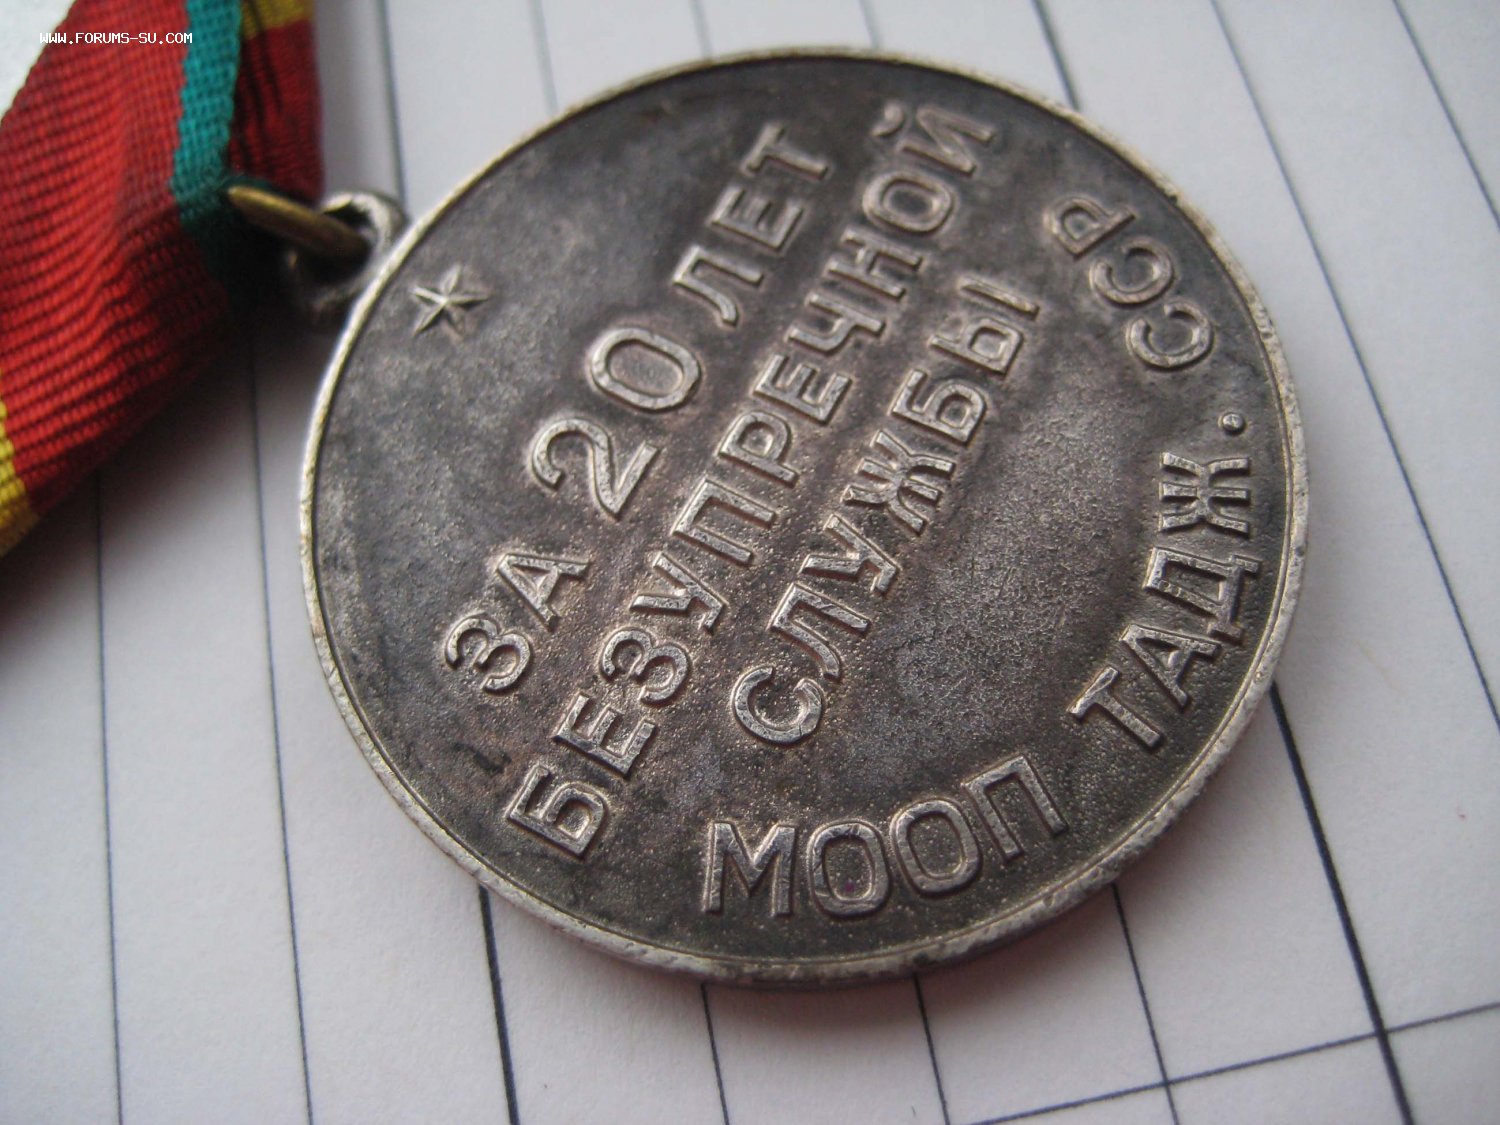 WWW.FORUMS-SU.COM
ЗА 20 ЛЕТ
БЕЗУПРЕЧНОЙ
СЛУЖБЫ
МООП ТАДЖ. ССР